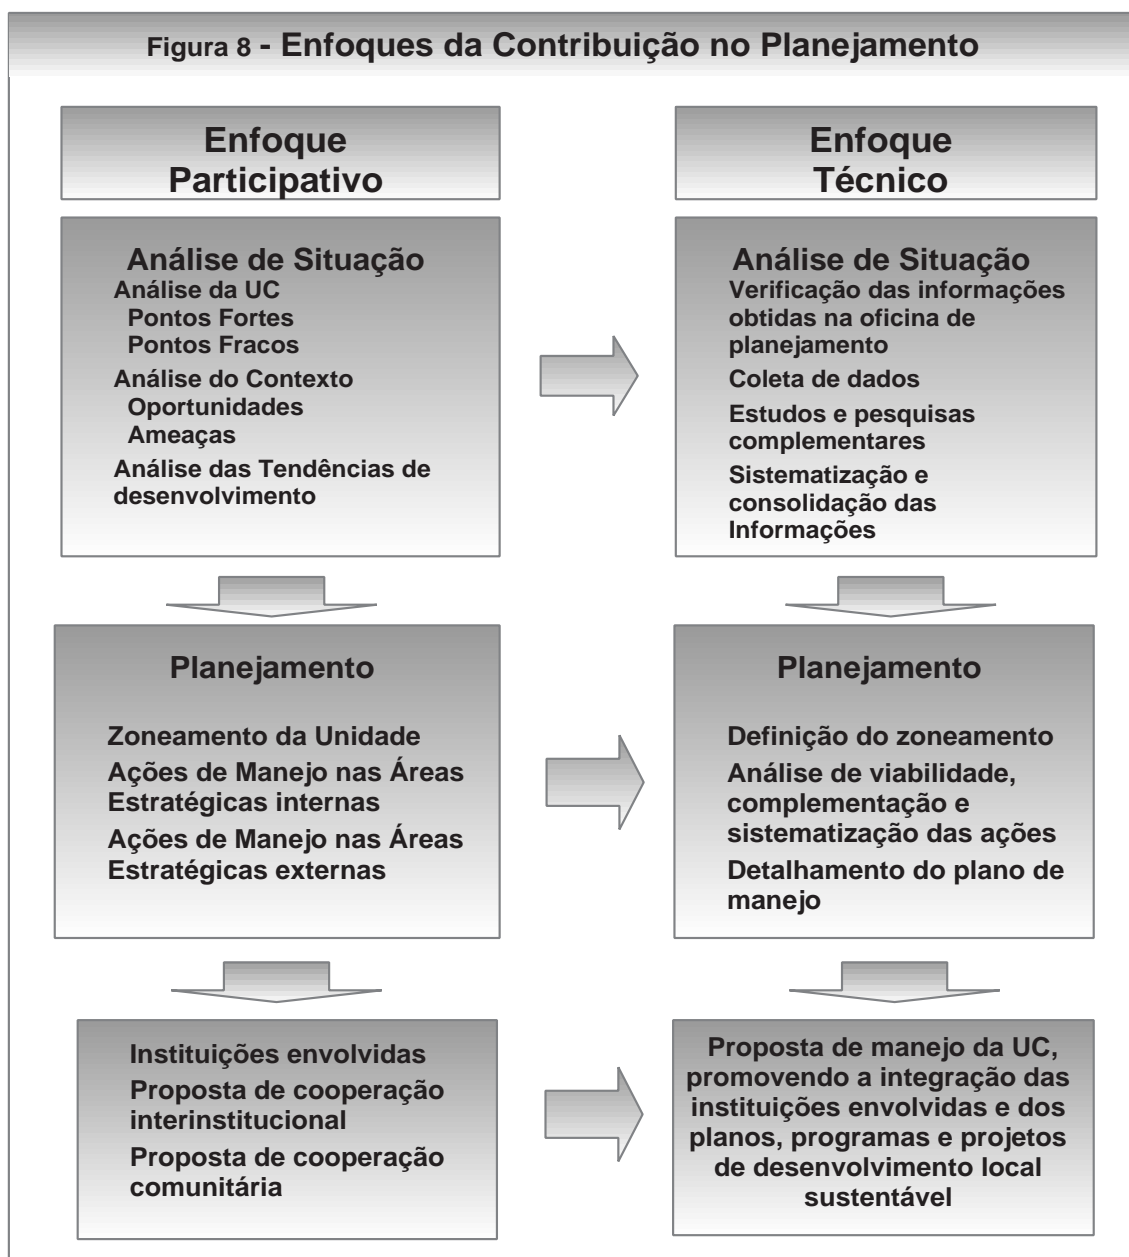 Figura 8 - Enfoques da Contribuição no Planejamento
Enfoque
Participativo
Análise de Situação
Análise da UC
Pontos Fortes
Pontos Fracos
Análise do Contexto
Oportunidades
Ameaças
Análise das Tendências de
desenvolvimento
Enfoque
Técnico
Análise de Situação
Verificação das informações
obtidas na oficina de
planejamento
Coleta de dados
Estudos e pesquisas
complementares
Sistematização e
consolidação das
Informações
Planejamento
Zoneamento da Unidade
Ações de Manejo nas Áreas
Estratégicas internas
Ações de Manejo nas Áreas
Estratégicas externas
Planejamento
Definição do zoneamento
Análise de viabilidade,
complementação e
sistematização das ações
Detalhamento do plano de
manejo
Instituições envolvidas
Proposta de cooperação
interinstitucional
Proposta de cooperação
comunitária
Proposta de manejo da UC,
promovendo a integração das
instituições envolvidas e dos
planos, programas e projetos
de desenvolvimento local
sustentável